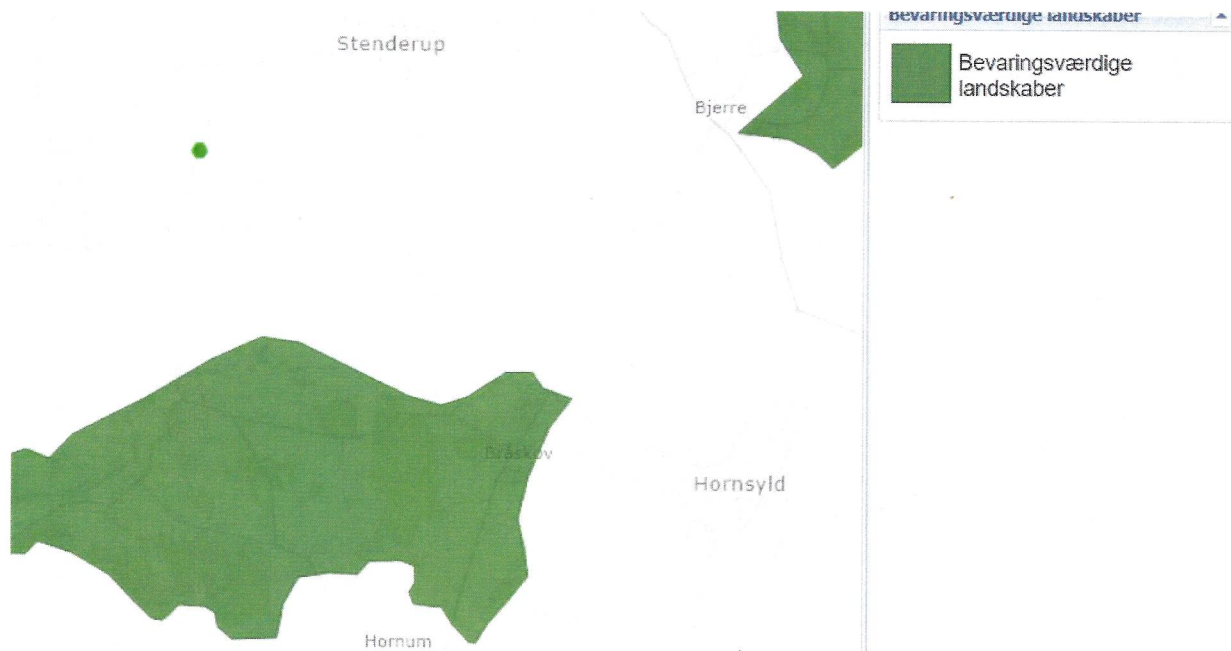 Bevaringsværdige landskaber
Stenderup
Bevaringsværdige
landskaber
Bjerre
Bråskov
Hornsyld
Hornum